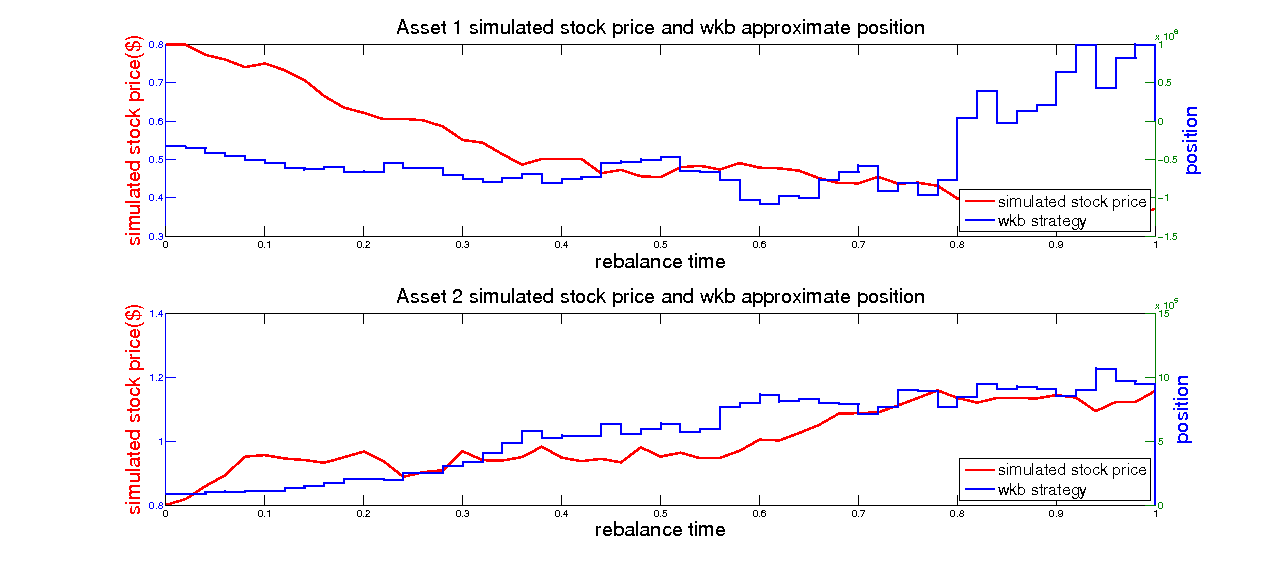 Asset 1 simulated stock price and wkb approximate position
x 10⁶
simulated stock price($)
0.8
0.7
0.6
0.5
0.4
0.3
1
0.5
0
−0.5
−1
−1.5
position
simulated stock price
wkb strategy
0 0.1 0.2 0.3 0.4 0.5 0.6 0.7 0.8 0.9 1
rebalance time
Asset 2 simulated stock price and wkb approximate position
simulated stock price($)
1.4
1.2
1
0.8
15
10
5
0
position
simulated stock price
wkb strategy
0 0.1 0.2 0.3 0.4 0.5 0.6 0.7 0.8 0.9 1
rebalance time